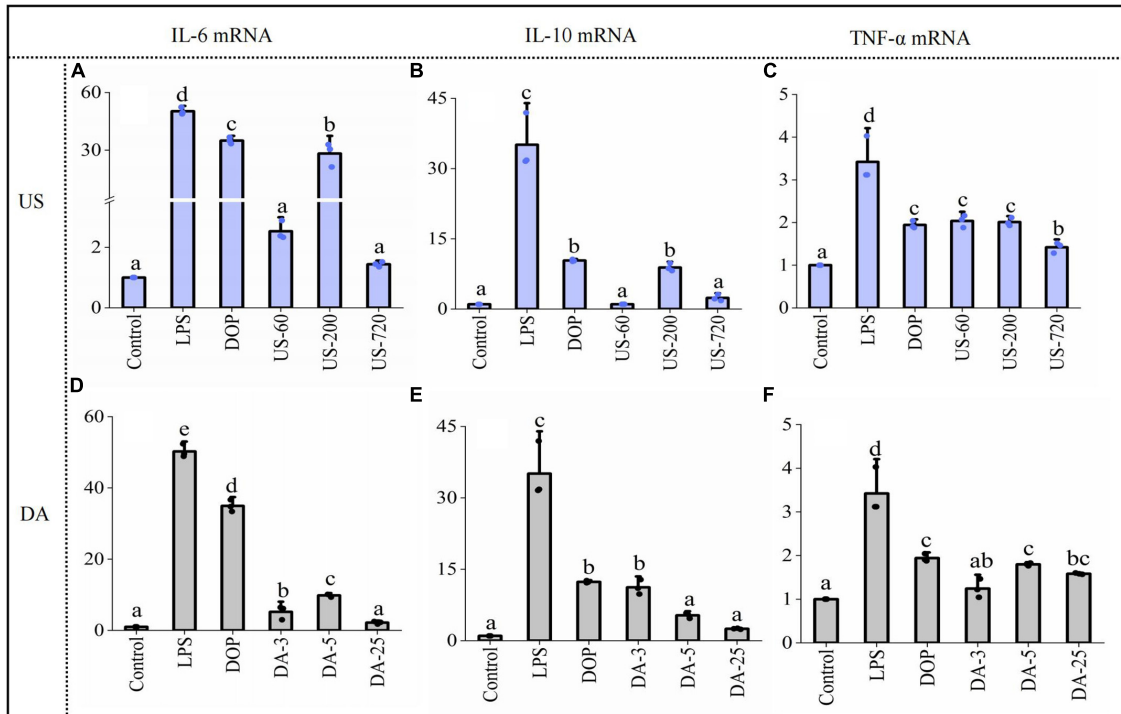 IL-6 mRNA IL-10 mRNA TNF-α mRNA
US
A
60
30
2
0
a
d
c
a
b
a
Control LPS DOP US-60 US-200 US-720
B
45
30
15
0
a
c
b
a
b
a
Control LPS DOP US-60 US-200 US-720
C
5
4
3
2
1
0
a
d
c
c
c
b
Control LPS DOP US-60 US-200 US-720
DA
D
60
40
20
0
a
e
d
b
c
a
Control LPS DOP DA-3 DA-5 DA-25
E
45
30
15
0
a
c
b
b
a
a
Control LPS DOP DA-3 DA-5 DA-25
F
5
4
3
2
1
0
a
d
c
ab
c
bc
Control LPS DOP DA-3 DA-5 DA-25